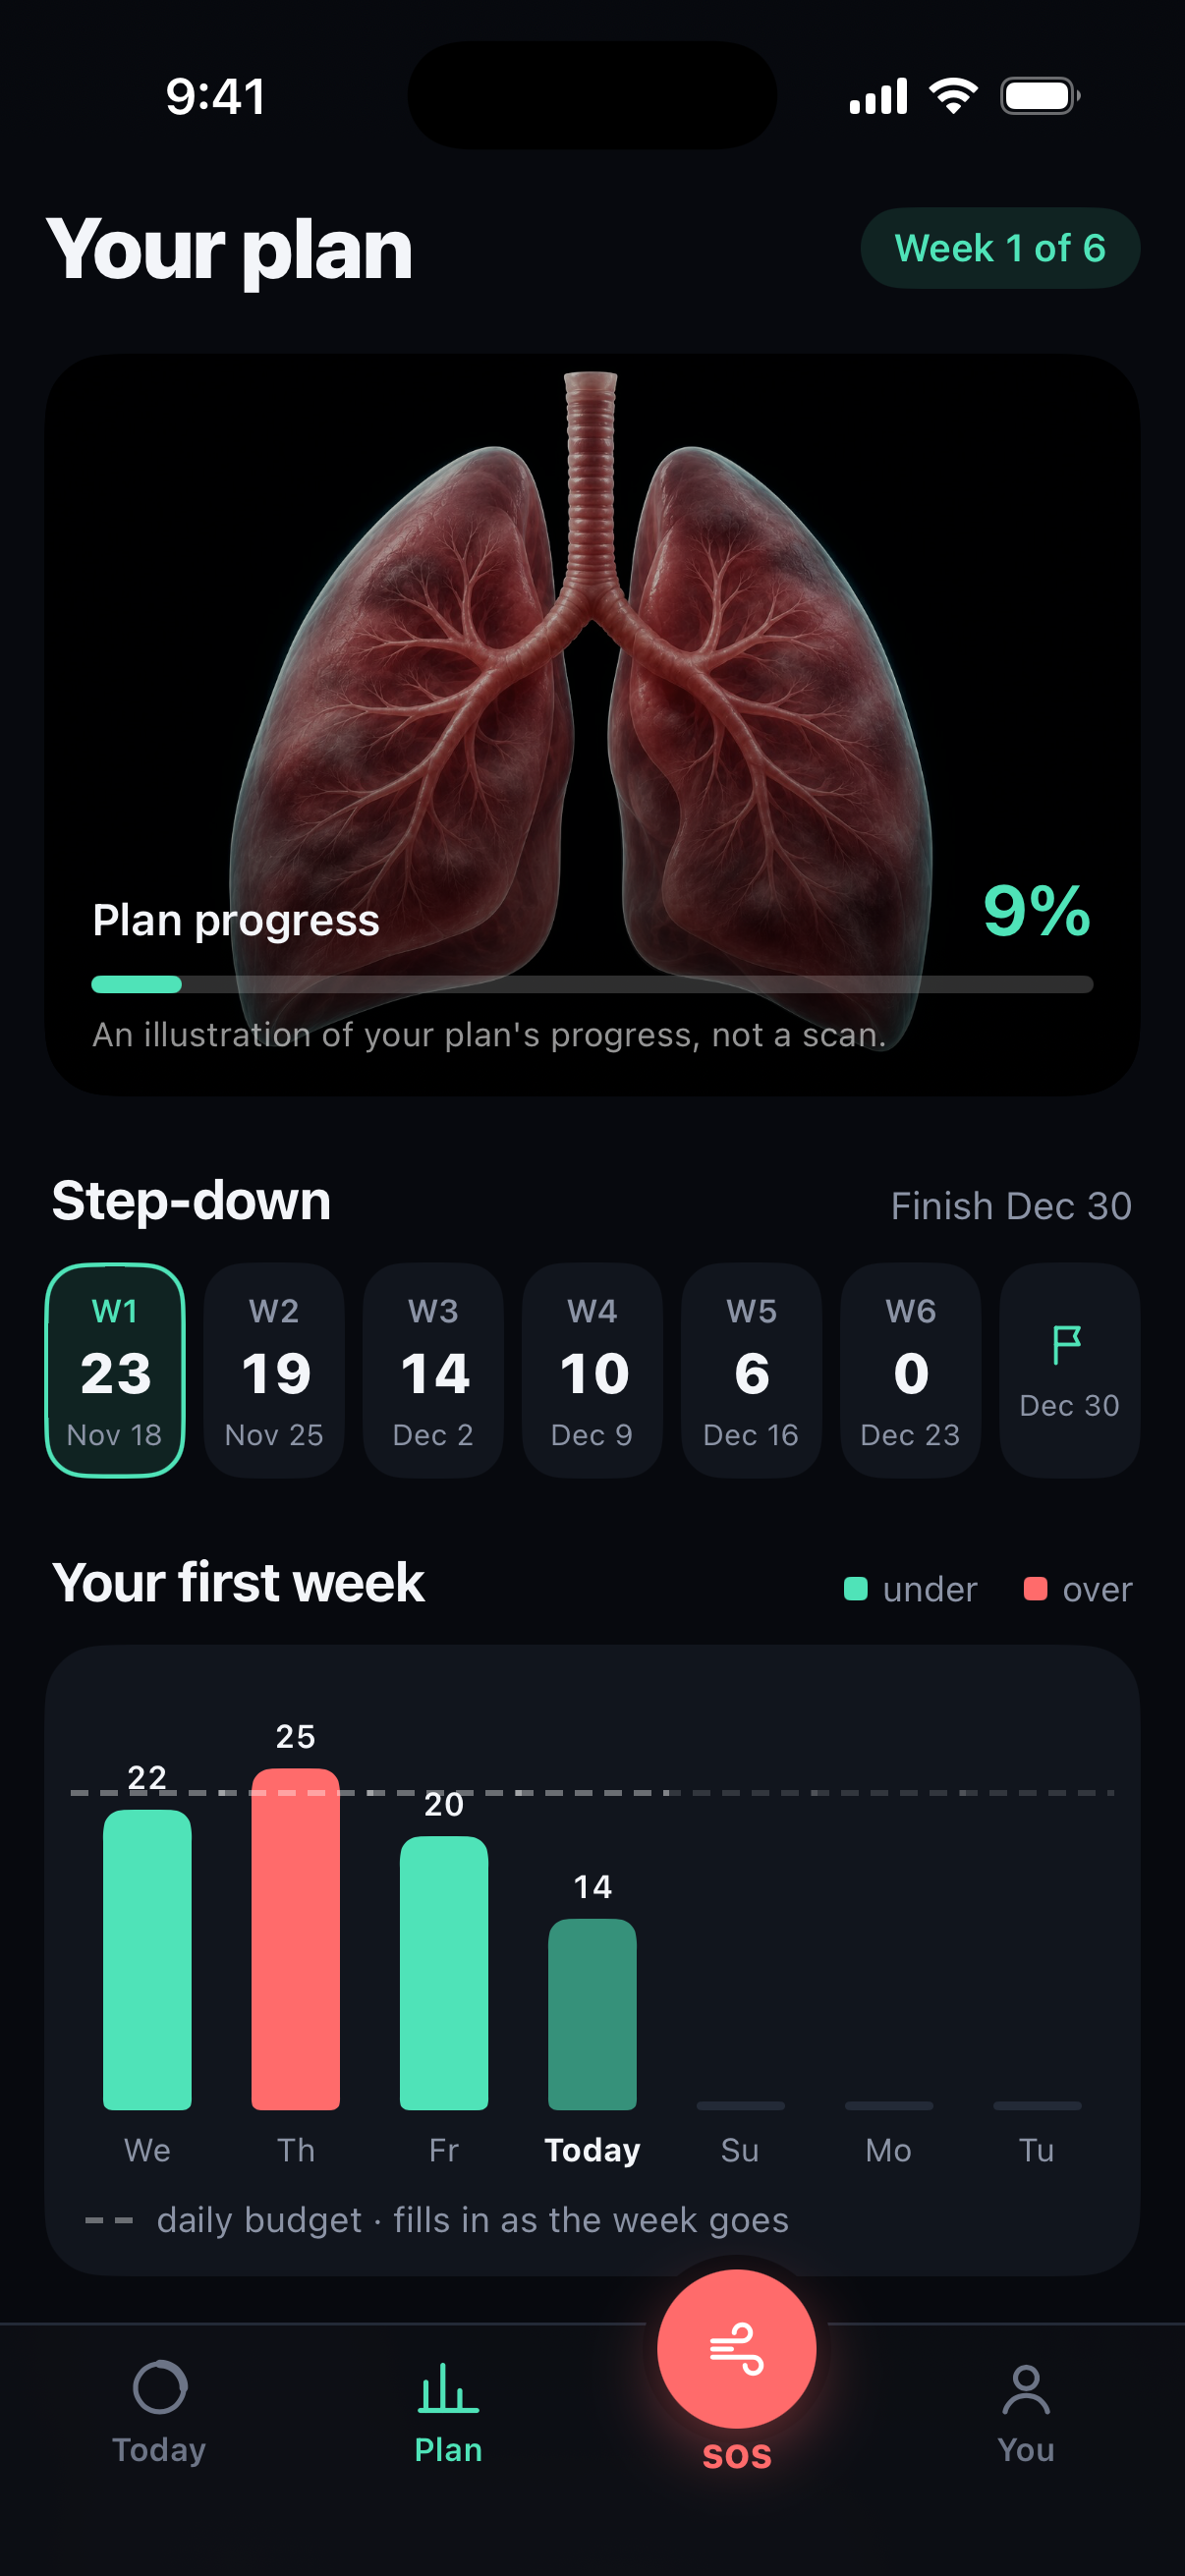 9:41
Your plan
Week 1 of 6
Plan progress
9%
An illustration of your plan's progress, not a scan.
Step-down
Finish Dec 30
W1 W2 W3 W4 W5 W6
23 19 14 10 6 0
Nov 18 Nov 25 Dec 2 Dec 9 Dec 16 Dec 23 Dec 30
Your first week
under over
25
22
20
14
We Th Fr Today Su Mo Tu
daily budget · fills in as the week goes
Today Plan SOS You